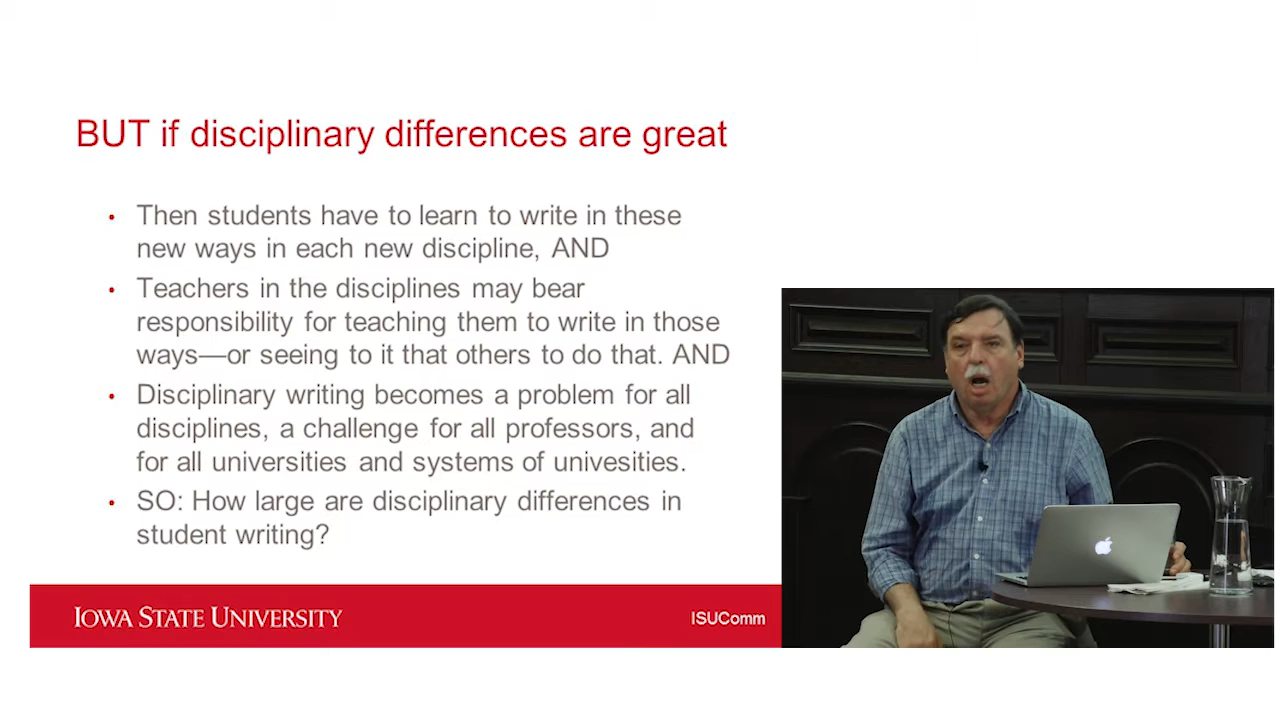 BUT if disciplinary differences are great
• Then students have to learn to write in these
new ways in each new discipline, AND
• Teachers in the disciplines may bear
responsibility for teaching them to write in those
ways—or seeing to it that others to do that. AND
• Disciplinary writing becomes a problem for all
disciplines, a challenge for all professors, and
for all universities and systems of univesities.
• SO: How large are disciplinary differences in
student writing?
IOWA STATE UNIVERSITY
ISUComm